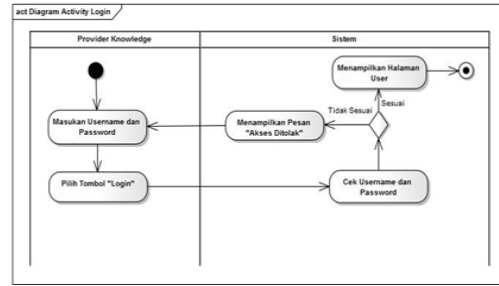 act Diagram Activity Login
Provider Knowledge
Sistem
Menampilkan Halaman
User
Masukan Username dan
Password
Menampilkan Pesan
"Akses Ditolak"
Tidak Sesuai
Sesuai
Pilih Tombol "Login"
Cek Username dan
Password